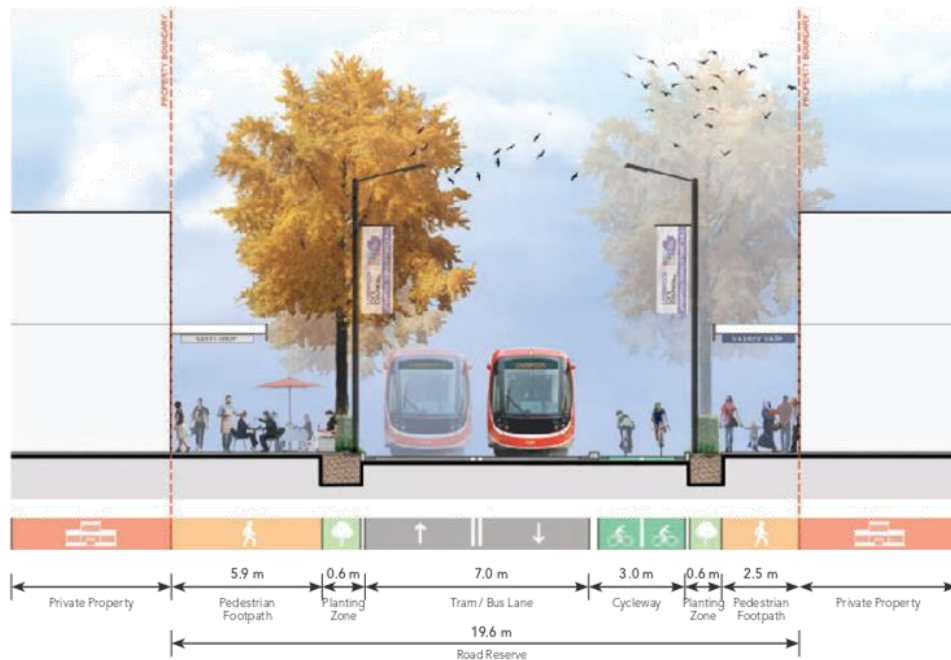 PROPERTY BOUNDARY
PROPERTY BOUNDARY
5.9 m
0.6 m
7.0 m
3.0 m
0.6 m
2.5 m
Private Property
Pedestrian
Footpath
Planting
Zone
Tram / Bus Lane
Cycleway
Planting
Zone
Pedestrian
Footpath
Private Property
19.6 m
Road Reserve